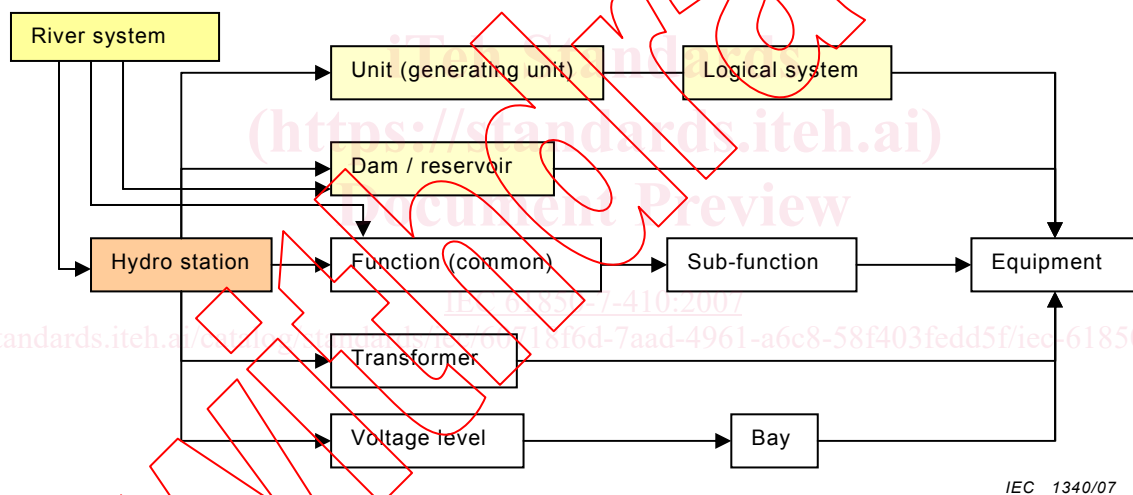 River system
iTeh Standards
Unit (generating unit)
Logical system
(https://standards.iteh.ai)
Dam / reservoir
Document Preview
Hydro station
Function (common)
Sub-function
Equipment
IEC 61850-7-410:2007
Transformer
Voltage level
Bay
IEC 1340/07